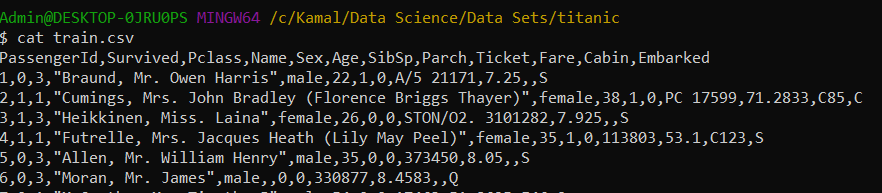 Admin@DESKTOP-0JRU0PS MINGW64 /c/Kamal/Data Science/Data Sets/titanic
$ cat train.csv
PassengerId,Survived,Pclass,Name,Sex,Age,SibSp,Parch,Ticket,Fare,Cabin,Embarked
1,0,3,"Braund, Mr. Owen Harris",male,22,1,0,A/5 21171,7.25,,S
2,1,1,"Cumings, Mrs. John Bradley (Florence Briggs Thayer)",female,38,1,0,PC 17599,71.2833,C85,C
3,1,3,"Heikkinen, Miss. Laina",female,26,0,0,STON/O2. 3101282,7.925,,S
4,1,1,"Futrelle, Mrs. Jacques Heath (Lily May Peel)",female,35,1,0,113803,53.1,C123,S
5,0,3,"Allen, Mr. William Henry",male,35,0,0,373450,8.05,,S
6,0,3,"Moran, Mr. James",male,,0,0,330877,8.4583,,Q